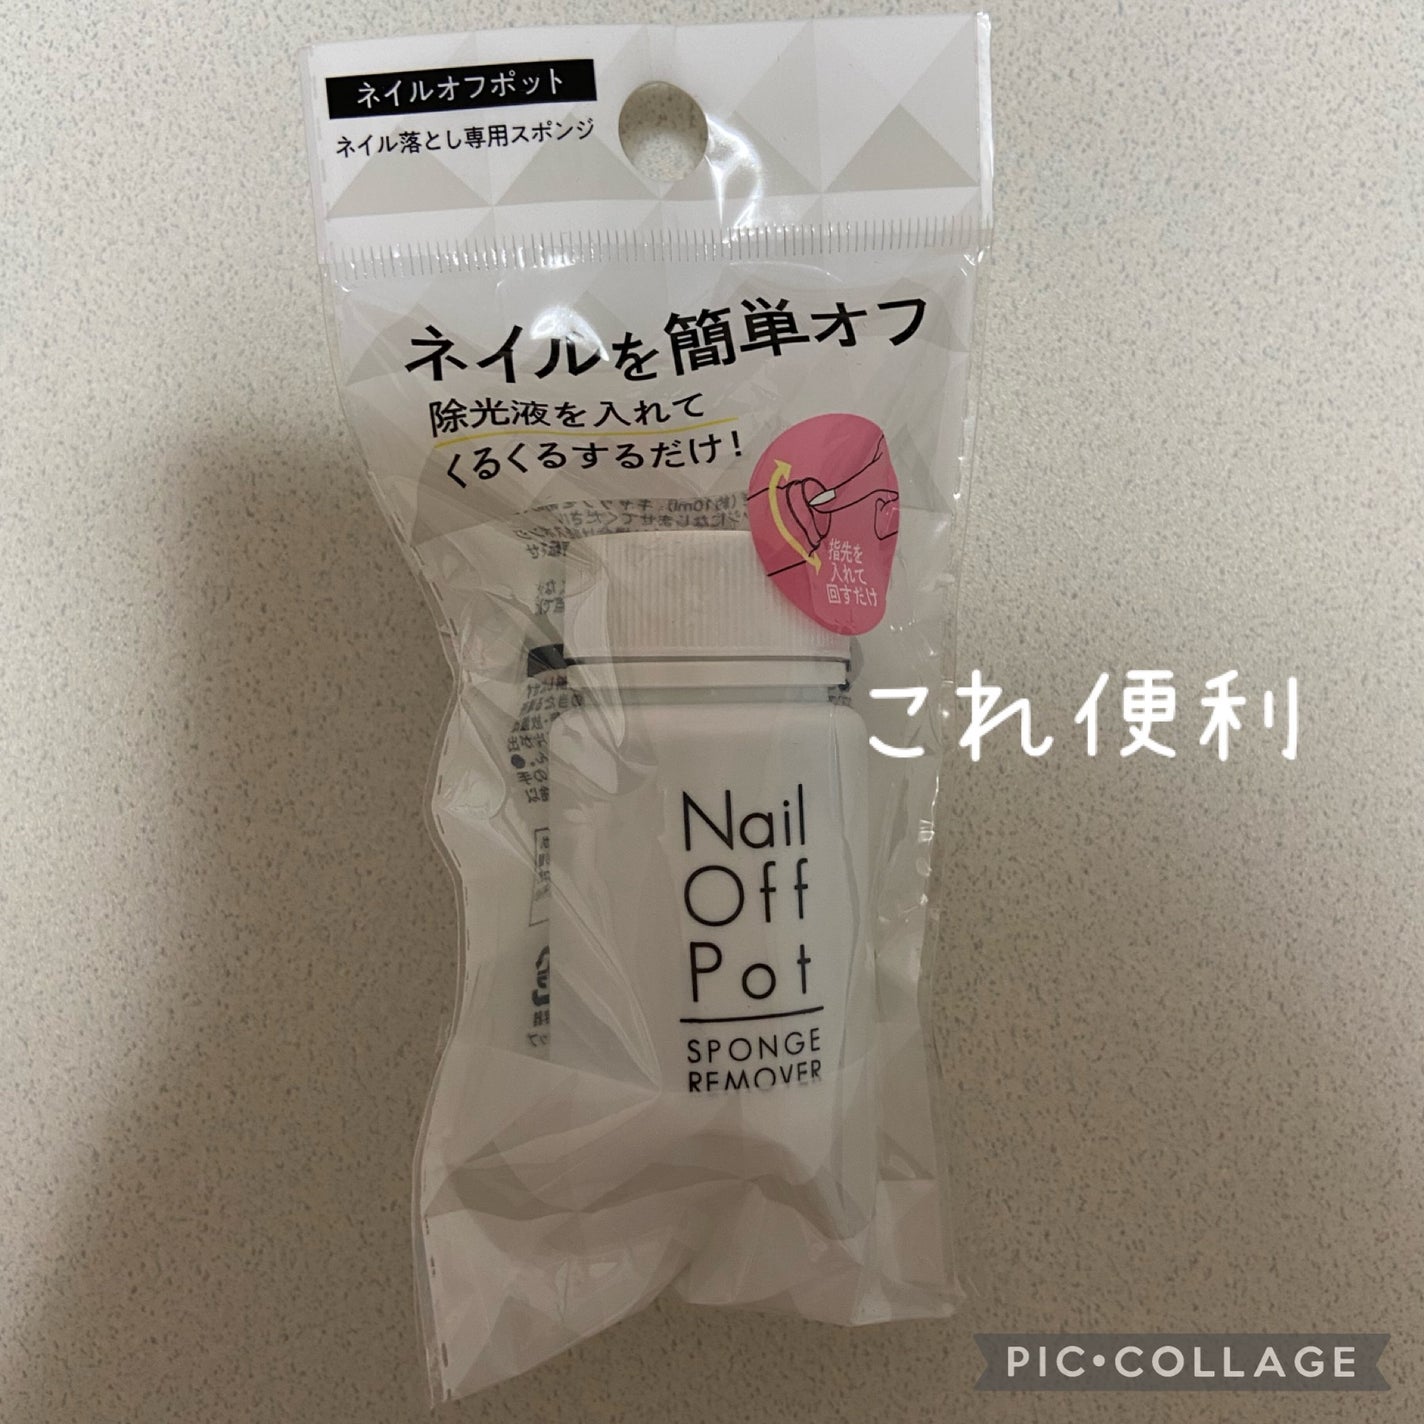 ネイルオフポット
ネイル落とし専用スポンジ
ネイルを簡単オフ
除光液を入れて
くるくるするだけ!
指先を
入れて
回すだけ
これ便利
Nail
Off
Pot
SPONGE
REMOVER
PIC•COLLAGE